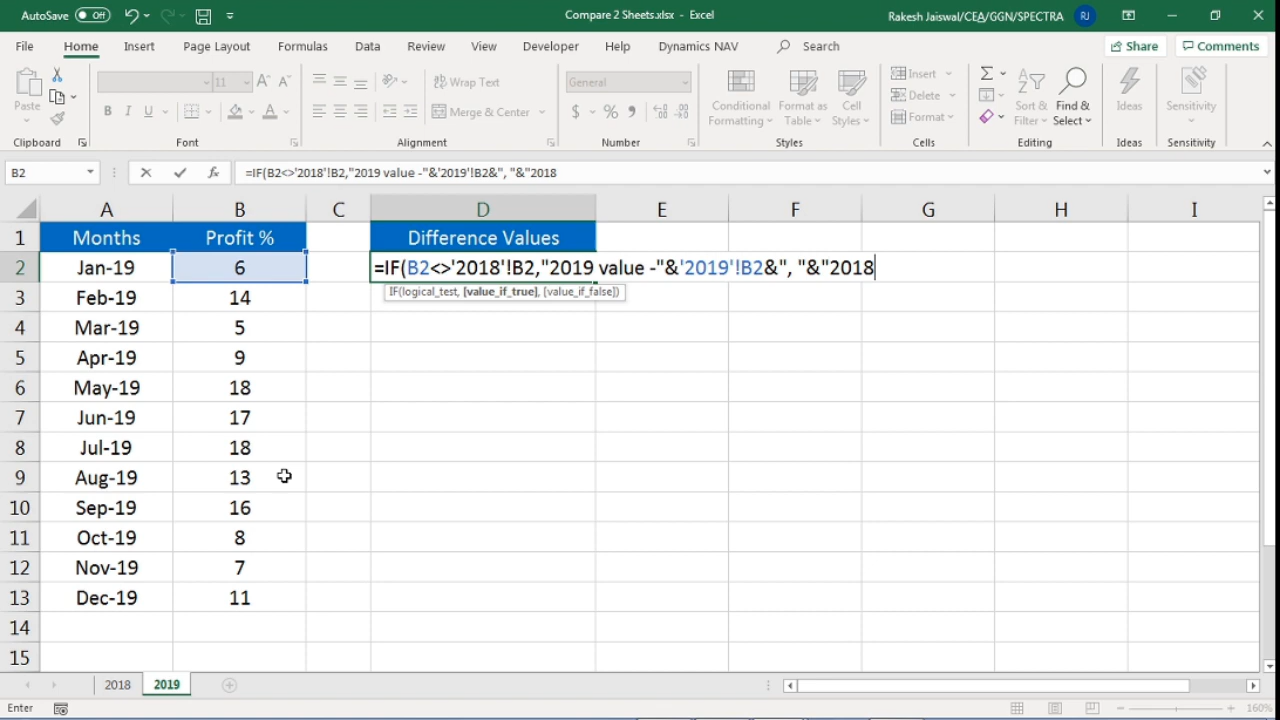 AutoSave Off Compare 2 Sheets.xlsx - Excel Rakesh Jaiswal/CEA/GGN/SPECTRA RJ
File Home Insert Page Layout Formulas Data Review View Developer Help Dynamics NAV Search Share Comments
Paste 11 A A Wrap Text General Conditional Formatting Format as Table Cell Styles Insert Delete Format Sort & Filter Find & Select Ideas Sensitivity
B I U A Merge & Center $ % ,
Clipboard Font Alignment Number Styles Cells Editing Ideas Sensitivity
B2 fx =IF(B2<>'2018'!B2,"2019 value -"&'2019'!B2&", "&"2018
A B C D E F G H I
1 Months Profit % Difference Values
2 Jan-19 6 =IF(B2<>'2018'!B2,"2019 value -"&'2019'!B2&", "&"2018
IF(logical_test, [value_if_true], [value_if_false])
3 Feb-19 14
4 Mar-19 5
5 Apr-19 9
6 May-19 18
7 Jun-19 17
8 Jul-19 18
9 Aug-19 13
10 Sep-19 16
11 Oct-19 8
12 Nov-19 7
13 Dec-19 11
14
15
2018 2019
Enter 160%